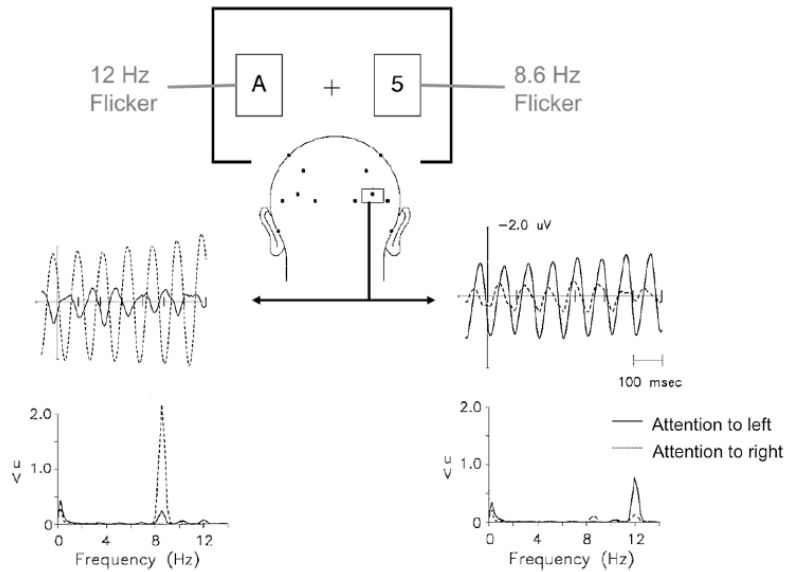 12 Hz
Flicker
A
+
5
8.6 Hz
Flicker
-2.0 uV
100 msec
2.0
1.0
0
0 4 8 12
Frequency (Hz)
u V
2.0
1.0
0
0 4 8 12
Frequency (Hz)
u V
Attention to left
Attention to right